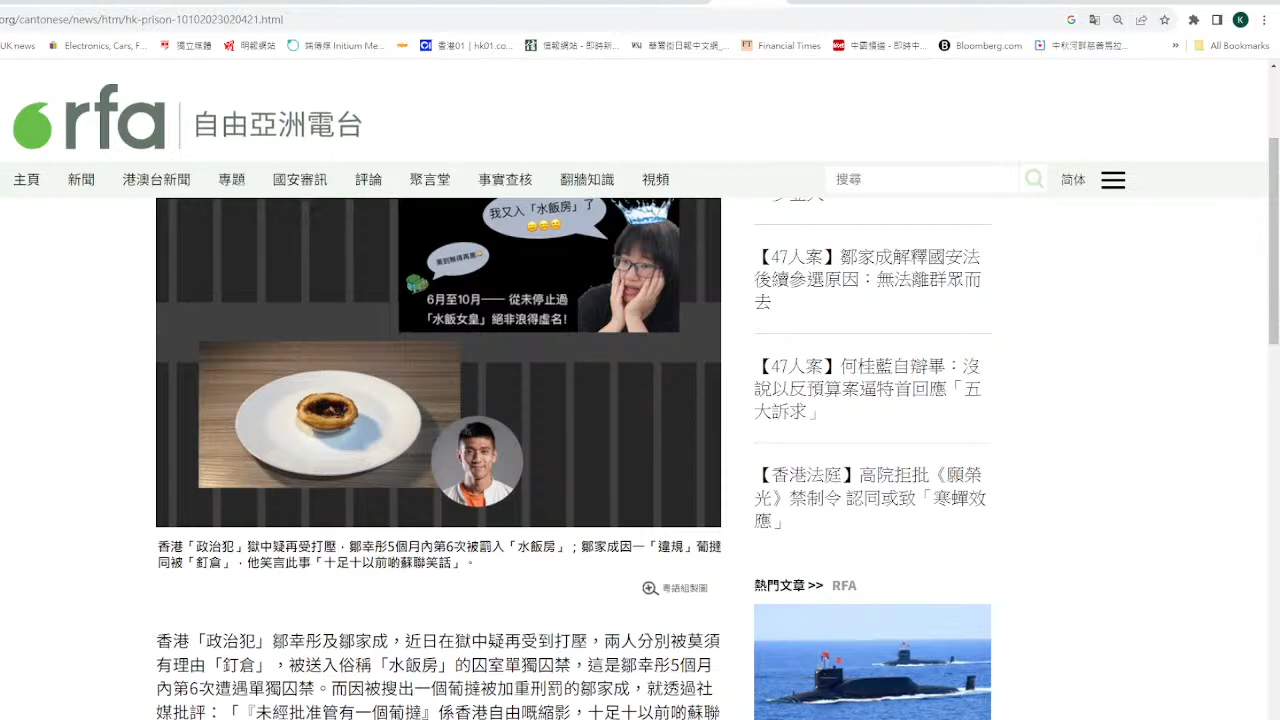 org/cantonese/news/htm/hk-prison-10102023020421.html
UK news
Electronics, Cars, F...
獨立媒體
明報網站
端傳媒 Initium Me...
香港01 | hk01.co...
信報網站 - 即時新...
華爾街日報中文網_...
Financial Times
中國頻道 - 即時中...
Bloomberg.com
中秋河畔慈善馬拉...
»
All Bookmarks
rfa 自由亞洲電台
主頁 新聞 港澳台新聞 專題 國安審訊 評論 聚言堂 事實查核 翻牆知識 視頻
搜尋
简体
我又入「水飯房」了
6月至10月—— 從未停止過
「水飯女皇」絕非浪得虛名!
香港「政治犯」獄中疑再受打壓．鄒幸彤5個月內第6次被罰入「水飯房」；鄒家成因一「違規」葡撻
同被「釘倉」．他笑言此事「十足十以前啲蘇聯笑話」。
粵語組製圖
香港「政治犯」鄒幸彤及鄒家成，近日在獄中疑再受到打壓，兩人分別被莫須
有理由「釘倉」，被送入俗稱「水飯房」的囚室單獨囚禁，這是鄒幸彤5個月
內第6次遭遇單獨囚禁。而因被搜出一個葡撻被加重刑罰的鄒家成，就透過社
媒批評：「『未經批准管有一個葡撻』係香港自由嘅縮影，十足十以前啲蘇聯
【47人案】鄒家成解釋國安法
後續參選原因：無法離群眾而
去
【47人案】何桂藍自辯畢：沒
說以反預算案逼特首回應「五
大訴求」
【香港法庭】高院拒批《願榮
光》禁制令 認同或致「寒蟬效
應」
熱門文章 >> RFA